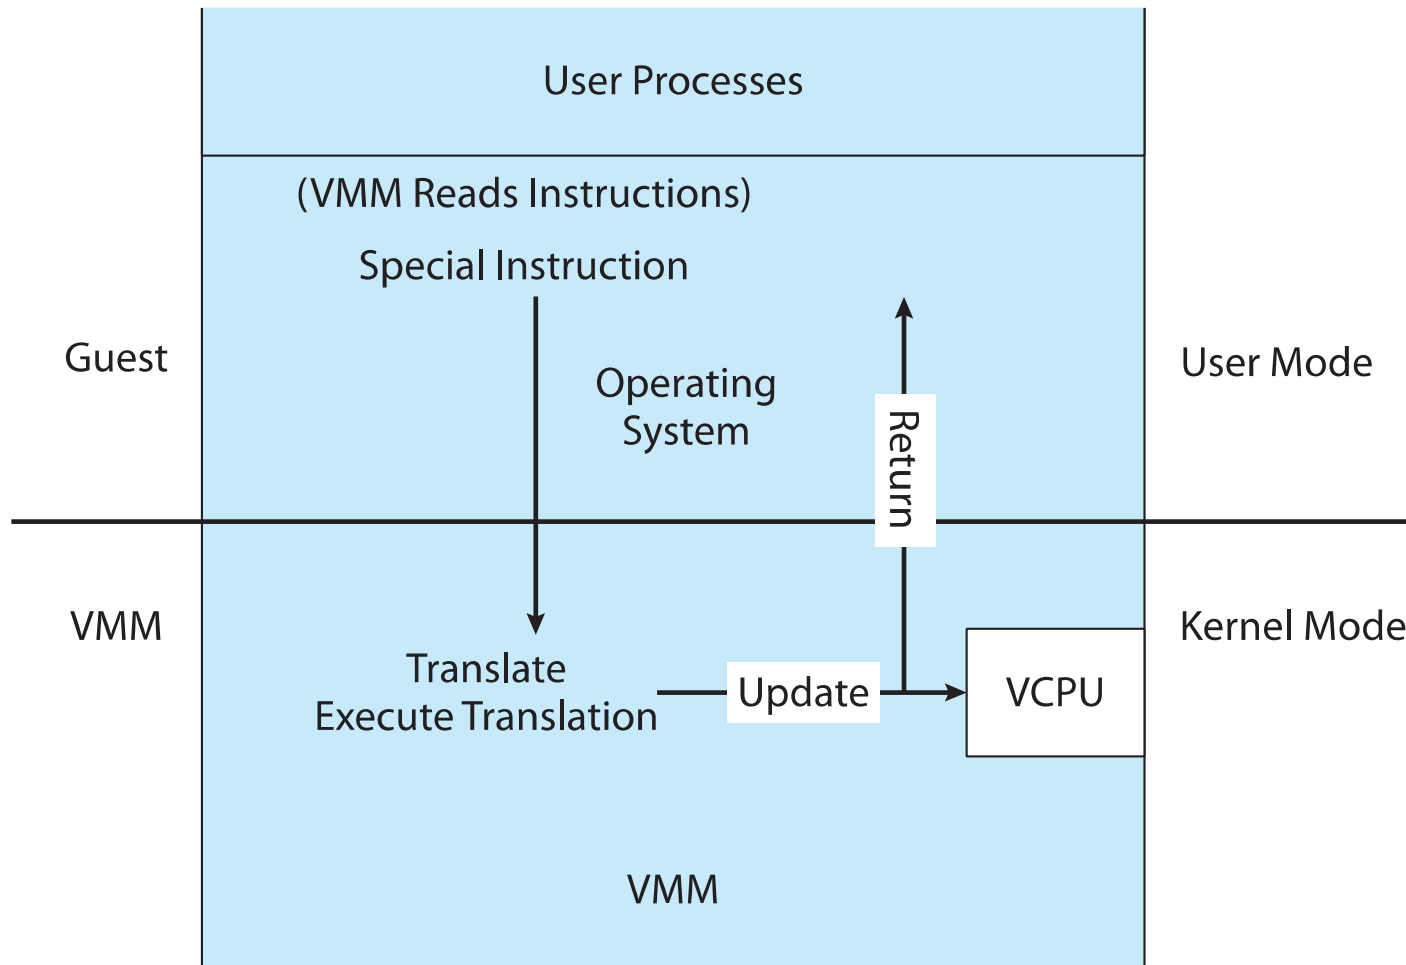 User Processes
(VMM Reads Instructions)
Special Instruction
Guest
User Mode
Operating
System
Return
VMM
Kernel Mode
Translate
Execute Translation
Update
VCPU
VMM